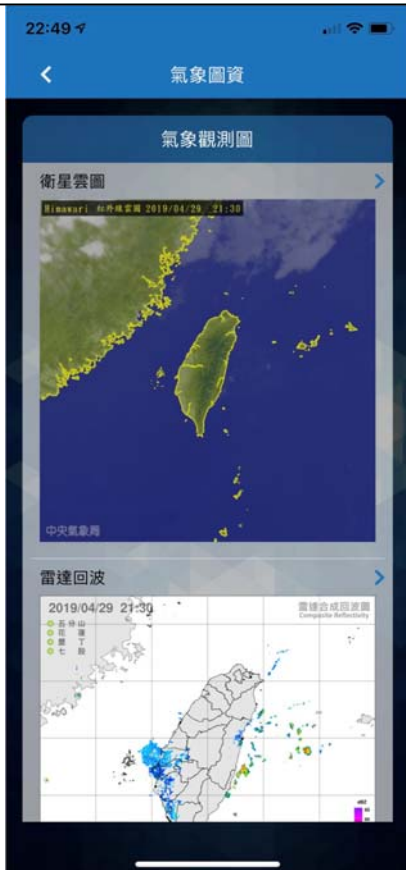 22:49
氣象圖資
氣象觀測圖
衛星雲圖
Himawari 紅外線雲圖 2019/04/29 21:30
中央氣象局
雷達回波
2019/04/29 21:30
雷達合成回波圖
Composite Reflectivity
五分山
花蓮
墾丁
七股
dBZ